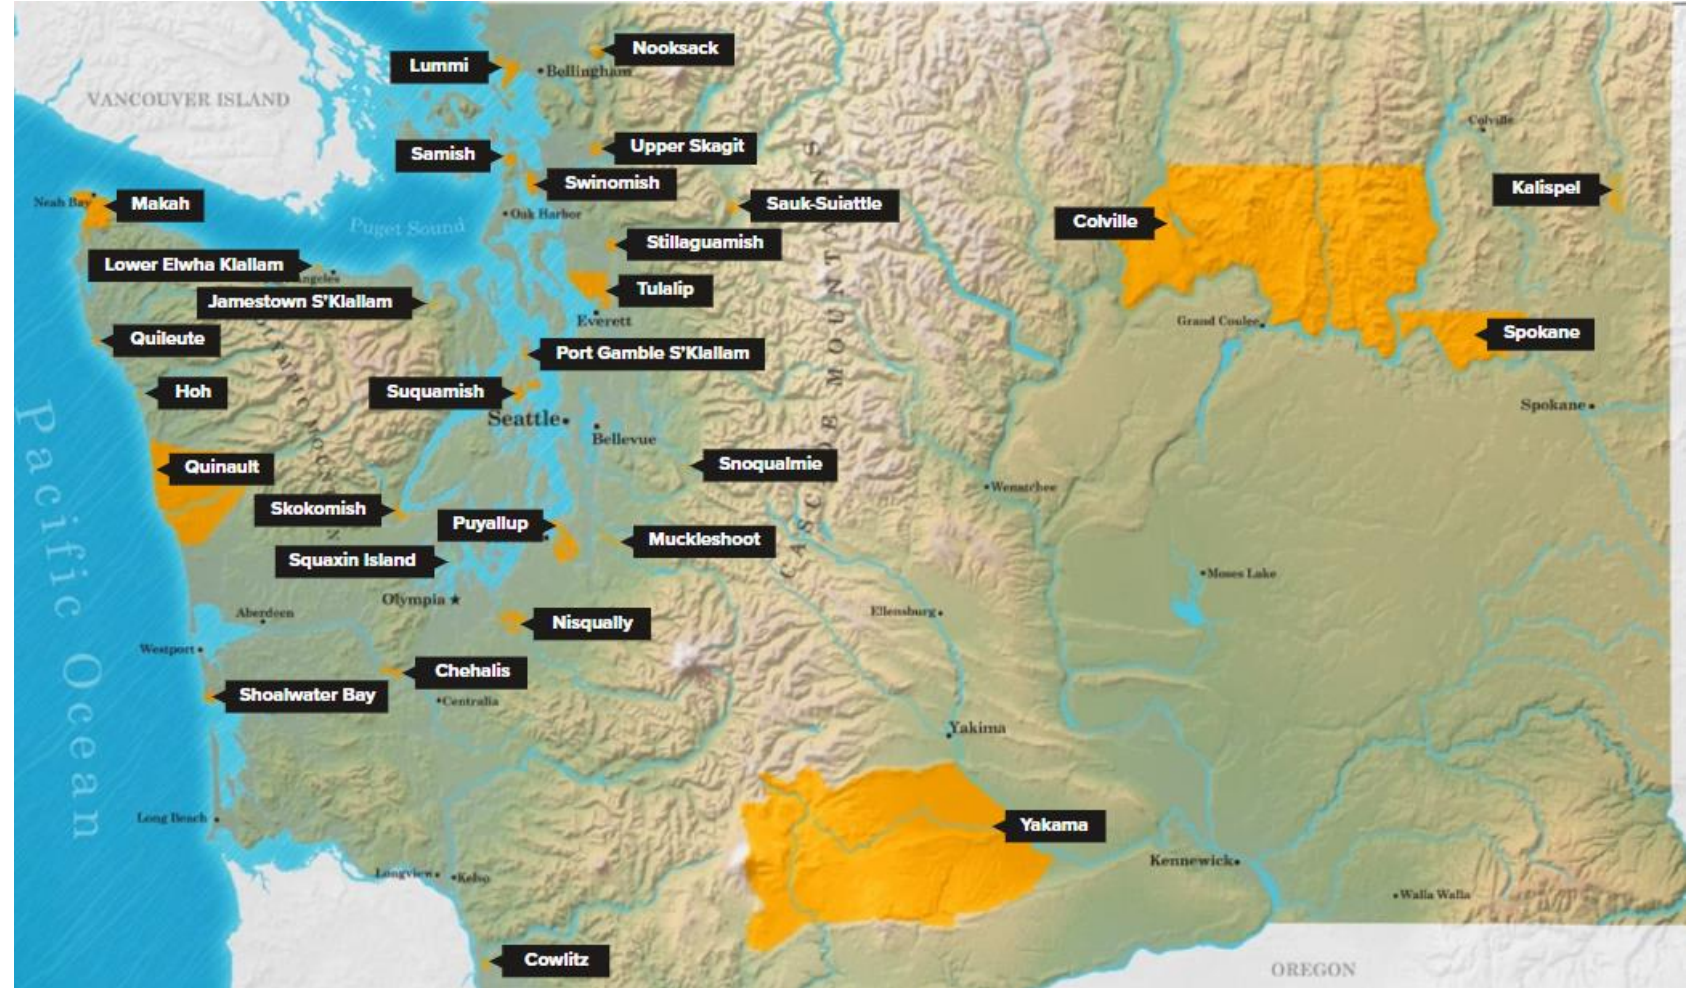 Nooksack
Lummi
Bellingham
VANCOUVER ISLAND
Colville
Upper Skagit
Samish
Swinomish
Kalispel
Neah Bay
Makah
Sauk-Suiattle
Oak Harbor
Colville
Puget Sound
Stillaguamish
Lower Elwha Klallam
Angeles
Tulalip
Jamestown S'Klallam
Everett
Grand Coulee
Spokane
Quileute
Port Gamble S'Klallam
Hoh
Suquamish
Spokane
Seattle
Bellevue
Quinault
Snoqualmie
Wenatchee
Skokomish
Puyallup
Muckleshoot
Squaxin Island
Moses Lake
Olympia
Aberdeen
Ellensburg
Nisqually
Westport
Chehalis
Shoalwater Bay
Centralia
Pacific Ocean
CASCADE MOUNTAINS
Yakima
Long Beach
Yakama
Kennewick
Longview
Kelso
Walla Walla
Cowlitz
OREGON